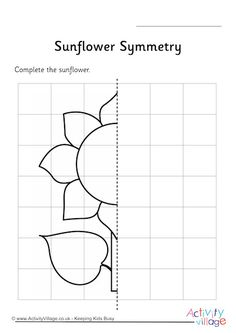 Sunflower Symmetry
Complete the sunflower.
© www.ActivityVillage.co.uk - Keeping Kids Busy
Activity
Village